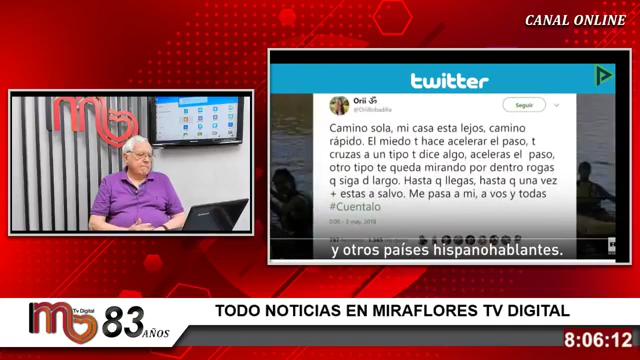 CANAL ONLINE
twitter
Orii ॐ
Seguir
Camino sola, mi casa esta lejos, camino
rápido. El miedo t hace acelerar el paso, t
cruzas a un tipo t dice algo, aceleras el paso,
otro tipo te queda mirando por dentro rogas
q siga d largo. Hasta q llegas, hasta q una vez
+ estas a salvo. Me pasa a mi, a vos y todas
#Cuentalo
y otros países hispanohablantes.
Tv Digital
83 AÑOS
TODO NOTICIAS EN MIRAFLORES TV DIGITAL
8:06:12